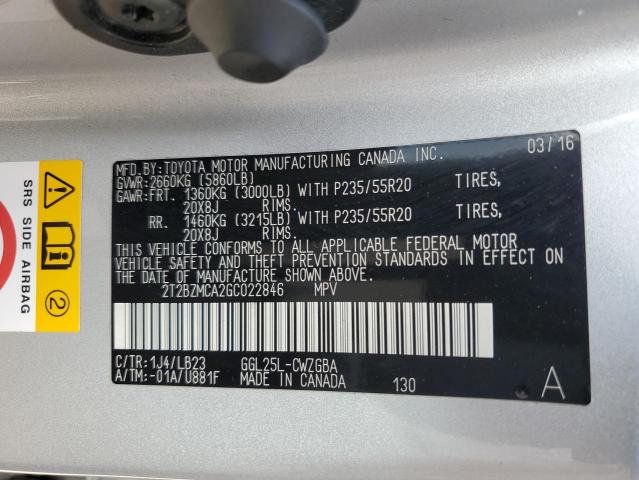 MFD.BY:TOYOTA MOTOR MANUFACTURING CANADA INC. 03/16
GVWR:2660KG (5860LB)
GAWR:FRT. 1360KG (3000LB) WITH P235/55R20 TIRES,
20X8J RIMS.
RR. 1460KG (3215LB) WITH P235/55R20 TIRES,
20X8J RIMS.
THIS VEHICLE CONFORMS TO ALL APPLICABLE FEDERAL MOTOR
VEHICLE SAFETY AND THEFT PREVENTION STANDARDS IN EFFECT
ON THE DATE OF MANUFACTURE SHOWN ABOVE.
2T2BZMCA2GC022846 MPV
C/TR:1J4/LB23 GGL25L-CWZGBA
A/TM:-01A/U881F MADE IN CANADA 130 A
SRS SIDE AIRBAG
2